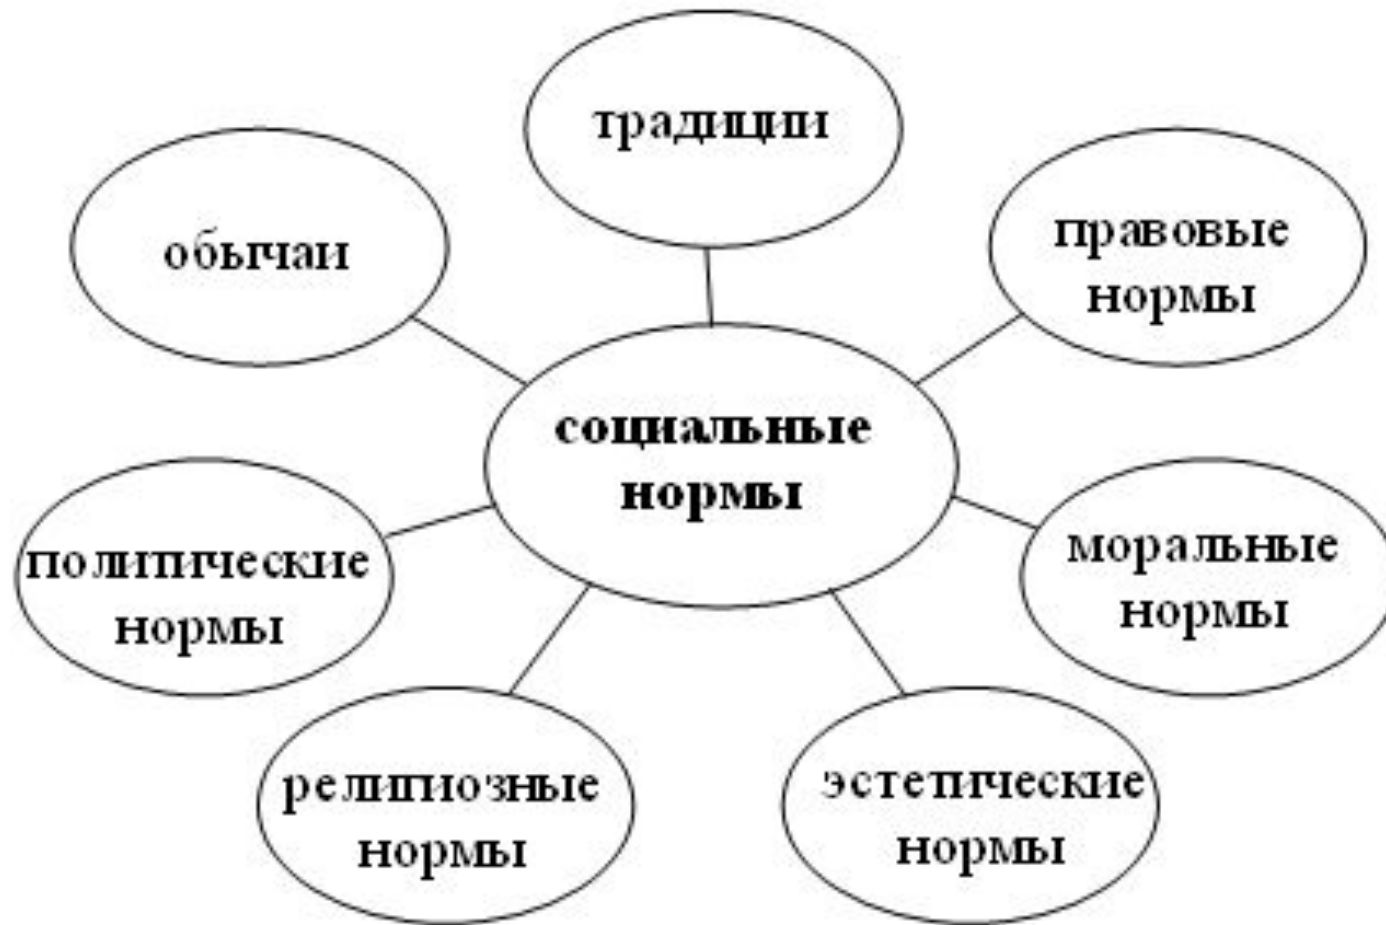 традиции
обычаи
правовые
нормы
социальные
нормы
политические
нормы
моральные
нормы
религиозные
нормы
эстетические
нормы